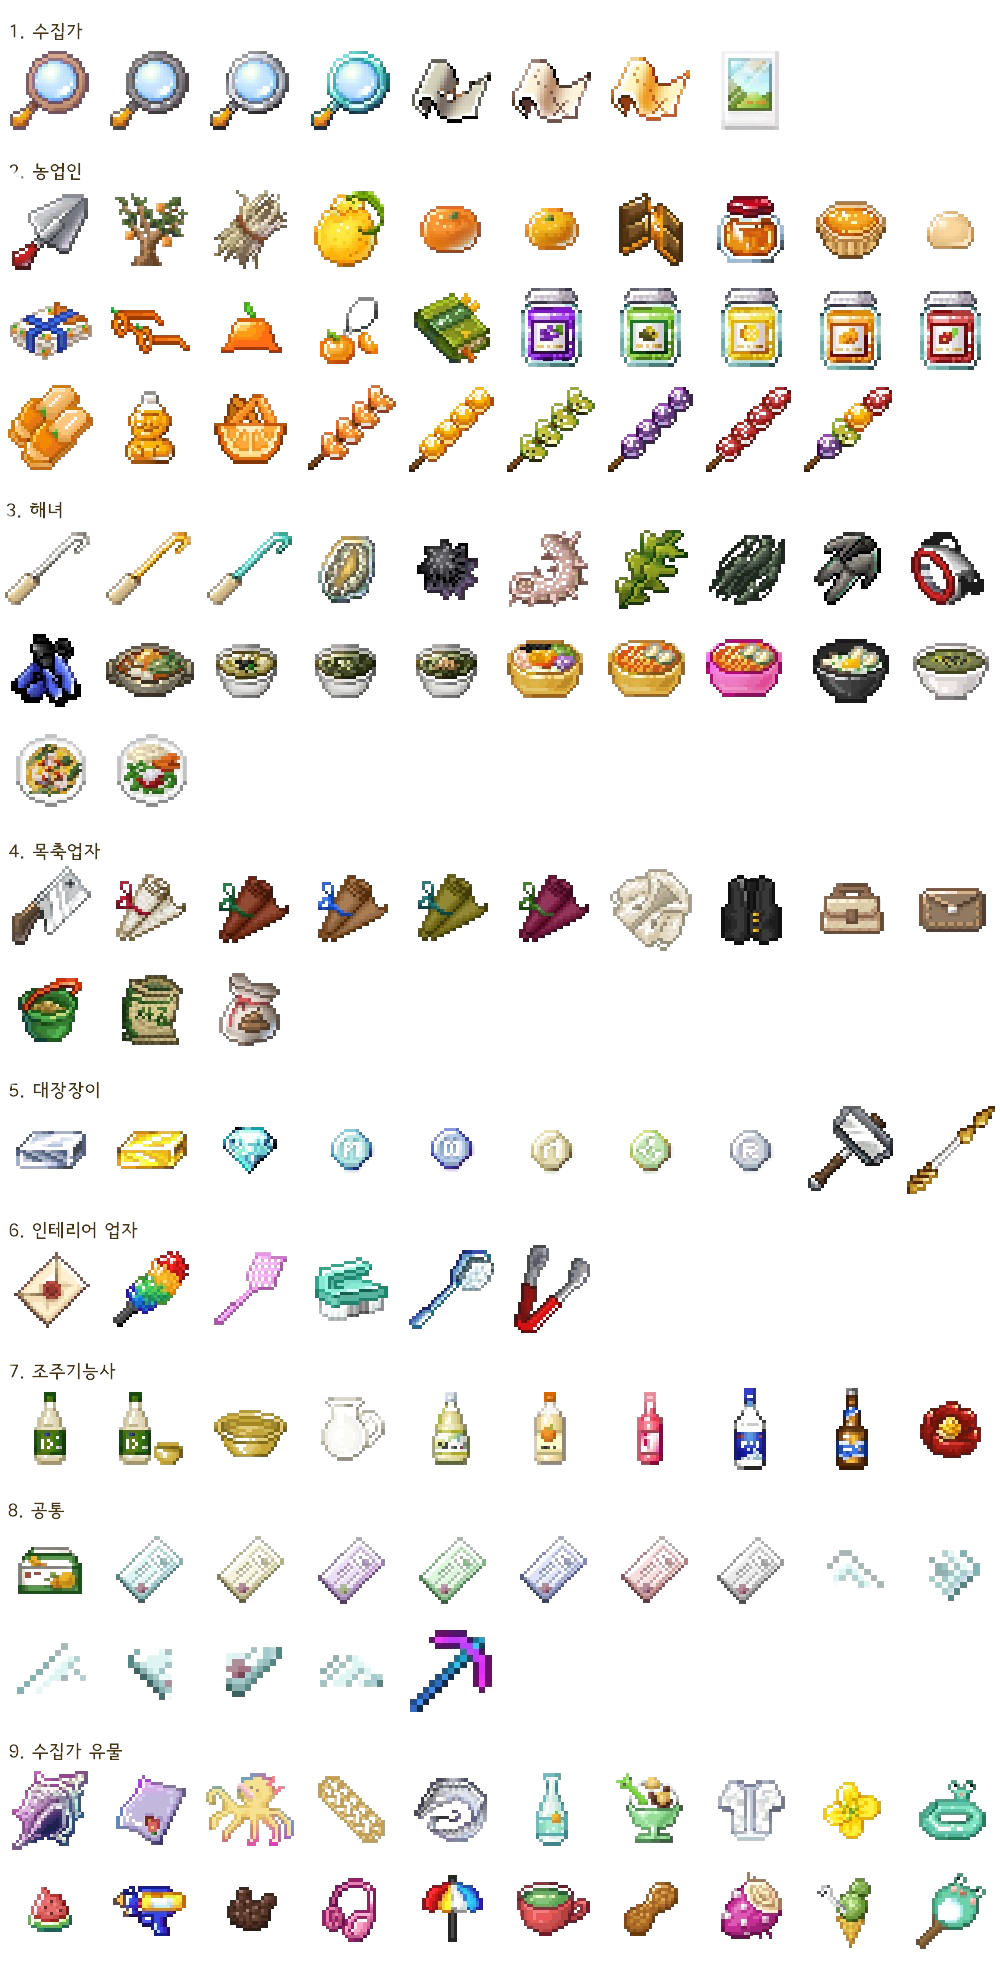 1. 수집가
2. 농업인
3. 해녀
4. 목축업자
사료
5. 대장장이
6. 인테리어 업자
7. 조주기능사
8. 공통
9. 수집가 유물